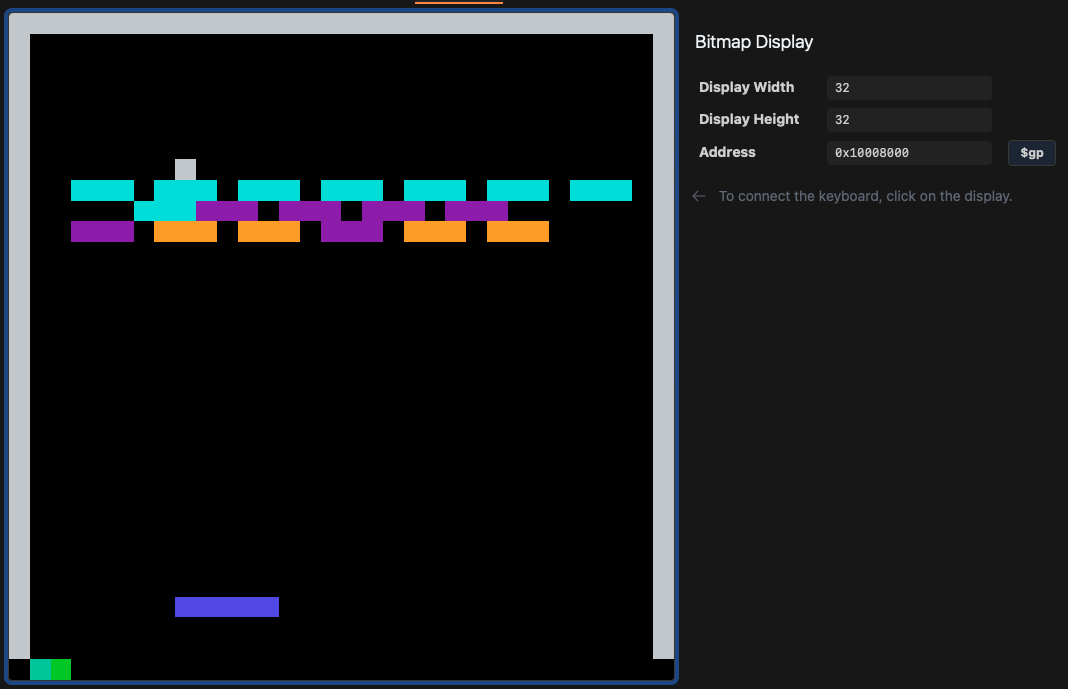 Bitmap Display
Display Width 32
Display Height 32
Address 0x10008000 $gp
← To connect the keyboard, click on the display.